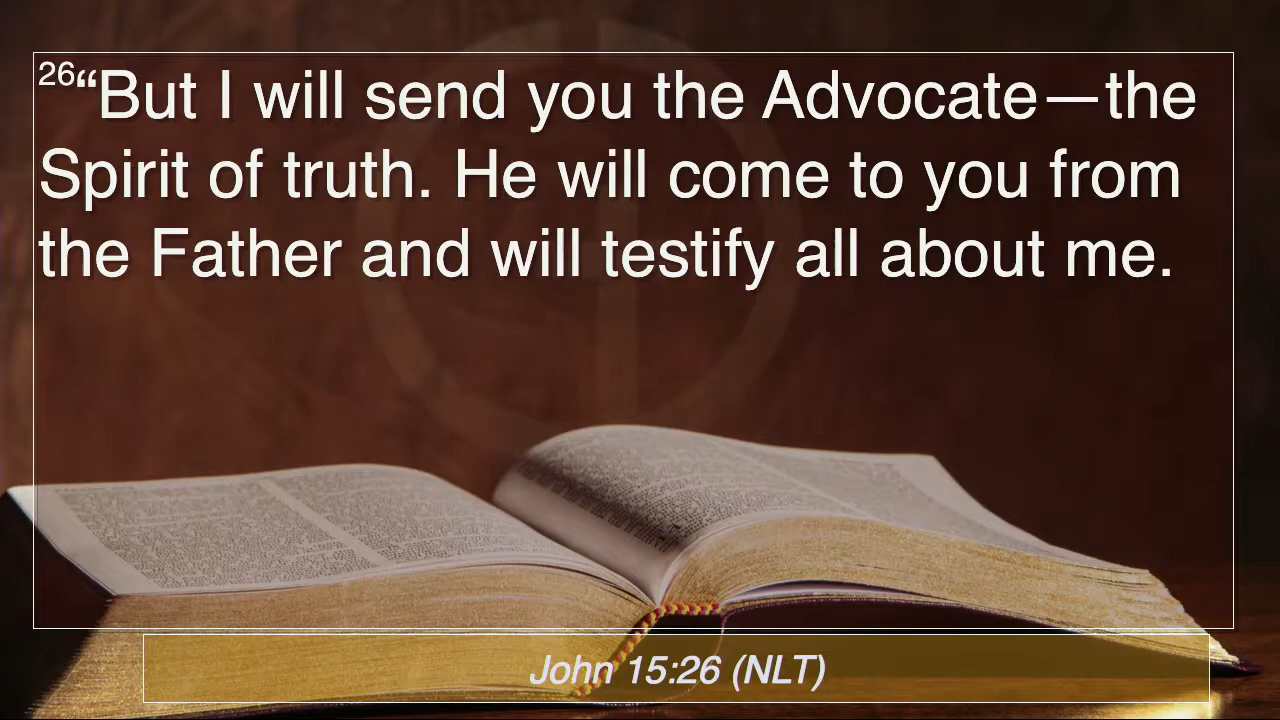 26“But I will send you the Advocate—the
Spirit of truth. He will come to you from
the Father and will testify all about me.
John 15:26 (NLT)